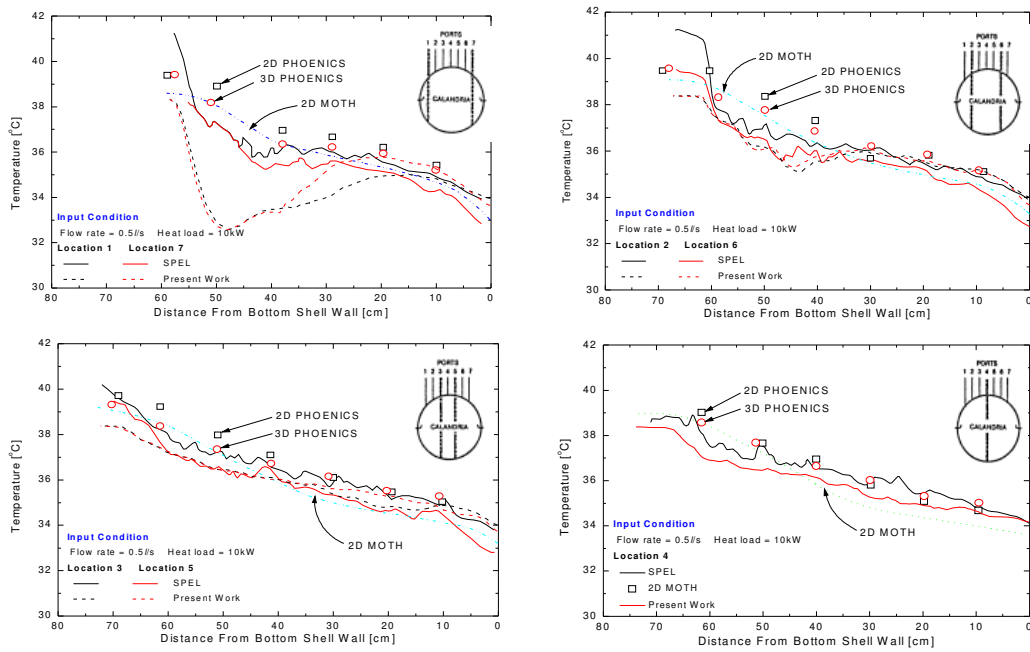 42
40
38
36
34
32
30
80 70 60 50 40 30 20 10 0
Temperature [°C]
Distance From Bottom Shell Wall [cm]
PORTS
1 2 3 4 5 6 7
CALANDRIA
2D PHOENICS
3D PHOENICS
2D MOTH
Input Condition
Flow rate = 0.5l/s Heat load = 10kW
Location 1 Location 7
SPEL
Present Work
42
41
40
39
38
37
36
35
34
33
32
31
30
80 70 60 50 40 30 20 10 0
Temperature [°C]
Distance From Bottom Shell Wall [cm]
PORTS
1 2 3 4 5 6 7
CALANDRIA
2D MOTH
2D PHOENICS
3D PHOENICS
Input Condition
Flow rate = 0.5l/s Heat load = 10kW
Location 2 Location 6
SPEL
Present Work
42
40
38
36
34
32
30
80 70 60 50 40 30 20 10 0
Temperature [°C]
Distance From Bottom Shell Wall [cm]
PORTS
1 2 3 4 5 6 7
CALANDRIA
2D PHOENICS
3D PHOENICS
2D MOTH
Input Condition
Flow rate = 0.5l/s Heat load = 10kW
Location 3 Location 5
SPEL
Present Work
42
40
38
36
34
32
30
80 70 60 50 40 30 20 10 0
Temperature [°C]
Distance From Bottom Shell Wall [cm]
PORTS
1 2 3 4 5 6 7
CALANDRIA
2D PHOENICS
3D PHOENICS
2D MOTH
Input Condition
Flow rate = 0.5l/s Heat load = 10kW
Location 4
SPEL
2D MOTH
Present Work